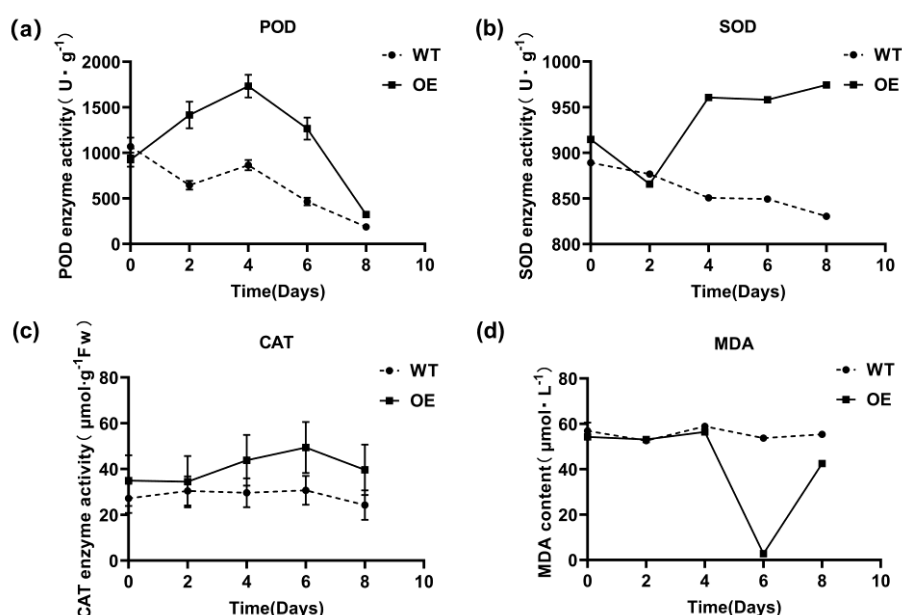 (a)
POD
POD enzyme activity( U · g⁻¹)
2000
1500
1000
500
0
0 2 4 6 8 10
Time(Days)
WT
OE
(b)
SOD
SOD enzyme activity( U · g⁻¹)
1000
950
900
850
800
0 2 4 6 8 10
Time(Days)
WT
OE
(c)
CAT
CAT enzyme activity( μmol·g⁻¹Fw)
80
60
40
20
0
0 2 4 6 8 10
Time(Days)
WT
OE
(d)
MDA
MDA content( μmol· L⁻¹)
80
60
40
20
0
0 2 4 6 8 10
Time(Days)
WT
OE